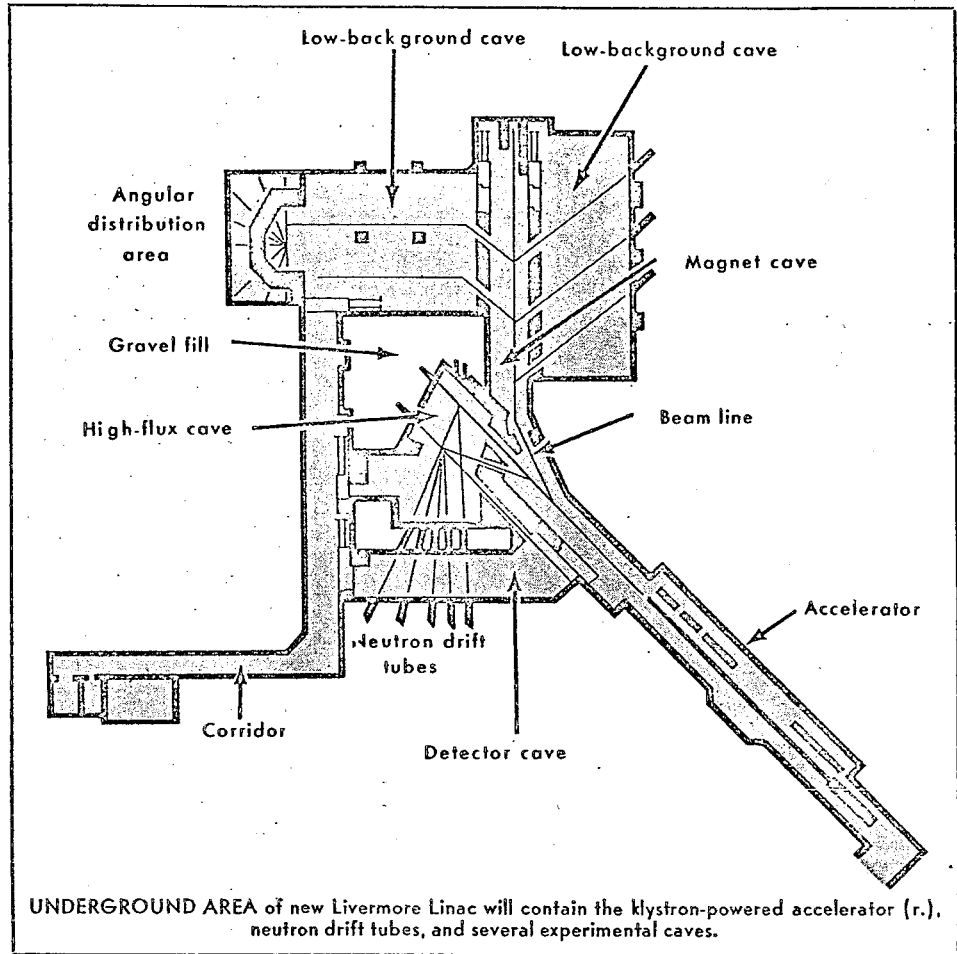 Low-background cave
Low-background cave
Angular
distribution
area
Magnet cave
Gravel fill
High-flux cave
Beam line
Accelerator
Neutron drift
tubes
Corridor
Detector cave
UNDERGROUND AREA of new Livermore Linac will contain the klystron-powered accelerator (r.),
neutron drift tubes, and several experimental caves.